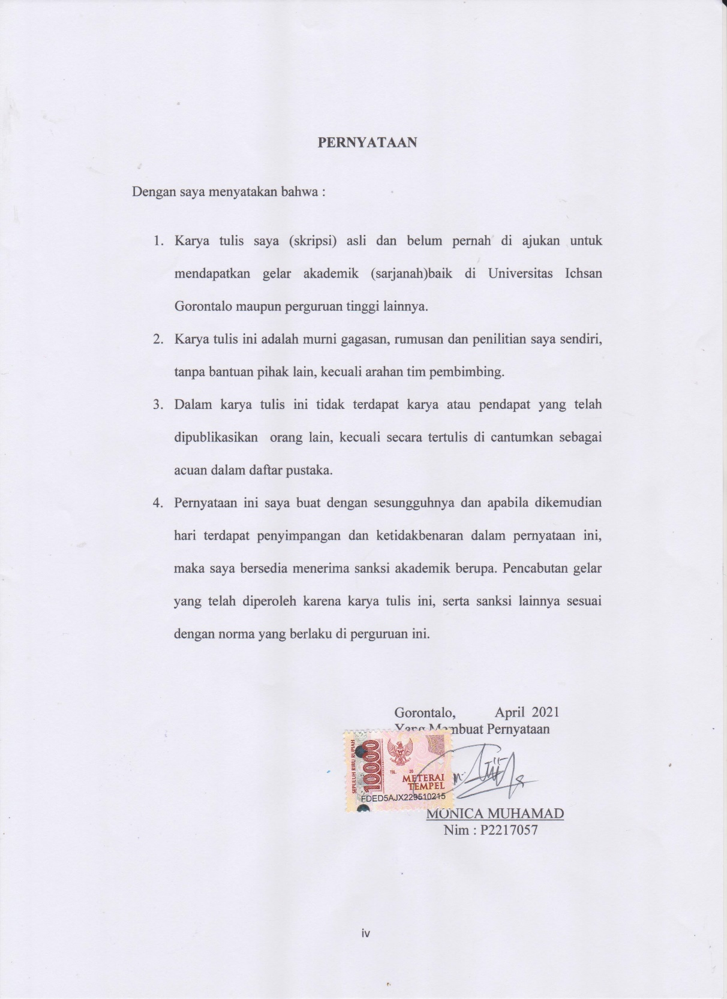 PERNYATAAN
Dengan saya menyatakan bahwa :
1. Karya tulis saya (skripsi) asli dan belum pernah di ajukan untuk
mendapatkan gelar akademik (sarjanah)baik di Universitas Ichsan
Gorontalo maupun perguruan tinggi lainnya.
2. Karya tulis ini adalah murni gagasan, rumusan dan penilitian saya sendiri,
tanpa bantuan pihak lain, kecuali arahan tim pembimbing.
3. Dalam karya tulis ini tidak terdapat karya atau pendapat yang telah
dipublikasikan orang lain, kecuali secara tertulis di cantumkan sebagai
acuan dalam daftar pustaka.
4. Pernyataan ini saya buat dengan sesungguhnya dan apabila dikemudian
hari terdapat penyimpangan dan ketidakbenaran dalam pernyataan ini,
maka saya bersedia menerima sanksi akademik berupa. Pencabutan gelar
yang telah diperoleh karena karya tulis ini, serta sanksi lainnya sesuai
dengan norma yang berlaku di perguruan ini.
Gorontalo, April 2021
Yang Membuat Pernyataan
SEPULUH RIBU RUPIAH
10000
TGL. 20
METERAI
TEMPEL
FDED5AJX229510215
MONICA MUHAMAD
Nim : P2217057
iv